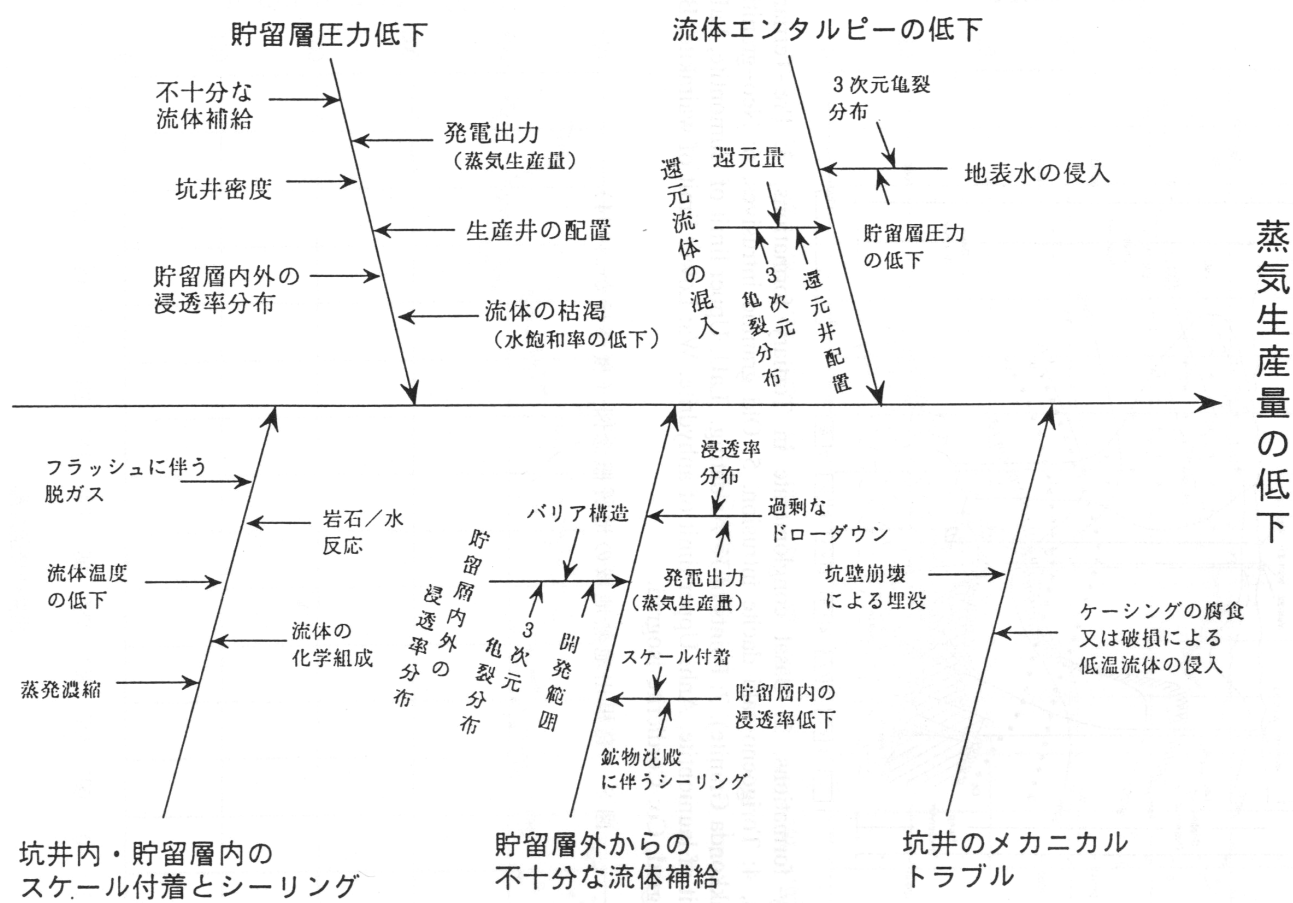 貯留層圧力低下
不十分な
流体補給
発電出力
（蒸気生産量）
坑井密度
生産井の配置
貯留層内外の
浸透率分布
流体の枯渇
（水飽和率の低下）
流体エンタルピーの低下
3次元亀裂
分布
地表水の侵入
貯留層圧力
の低下
還元量
還元流体の混入
3次元
亀裂分布
還元井配置
蒸気生産量の低下
フラッシュに伴う
脱ガス
岩石／水
反応
流体温度
の低下
流体の
化学組成
蒸発濃縮
坑井内・貯留層内の
スケール付着とシーリング
浸透率
分布
過剰な
ドローダウン
発電出力
（蒸気生産量）
バリア構造
貯留層内外の
浸透率分布
3次元
亀裂分布
開発範囲
スケール付着
貯留層内の
浸透率低下
鉱物沈殿
に伴うシーリング
貯留層外からの
不十分な流体補給
坑壁崩壊
による埋没
ケーシングの腐食
又は破損による
低温流体の侵入
坑井のメカニカル
トラブル